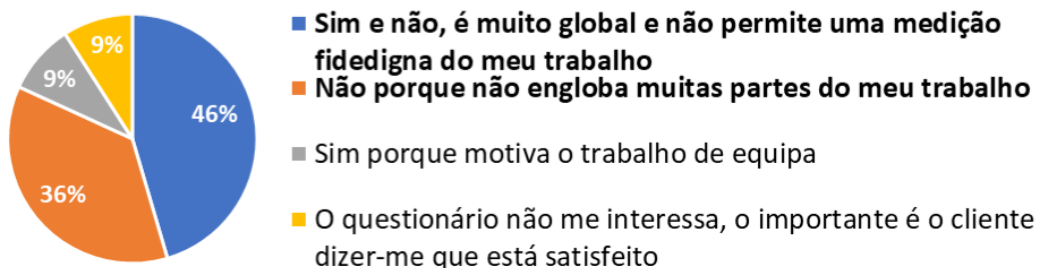 Sim e não, é muito global e não permite uma medição
fidedigna do meu trabalho
Não porque não engloba muitas partes do meu trabalho
Sim porque motiva o trabalho de equipa
O questionário não me interessa, o importante é o cliente
dizer-me que está satisfeito
9%
9%
46%
36%